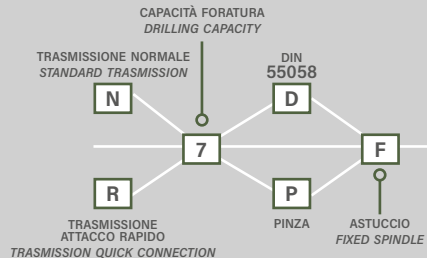 CAPACITÀ FORATURA
DRILLING CAPACITY
TRASMISSIONE NORMALE
STANDARD TRASMISSION
DIN
55058
N
D
7
F
R
P
TRASMISSIONE
ATTACCO RAPIDO
TRASMISSION QUICK CONNECTION
PINZA
ASTUCCIO
FIXED SPINDLE